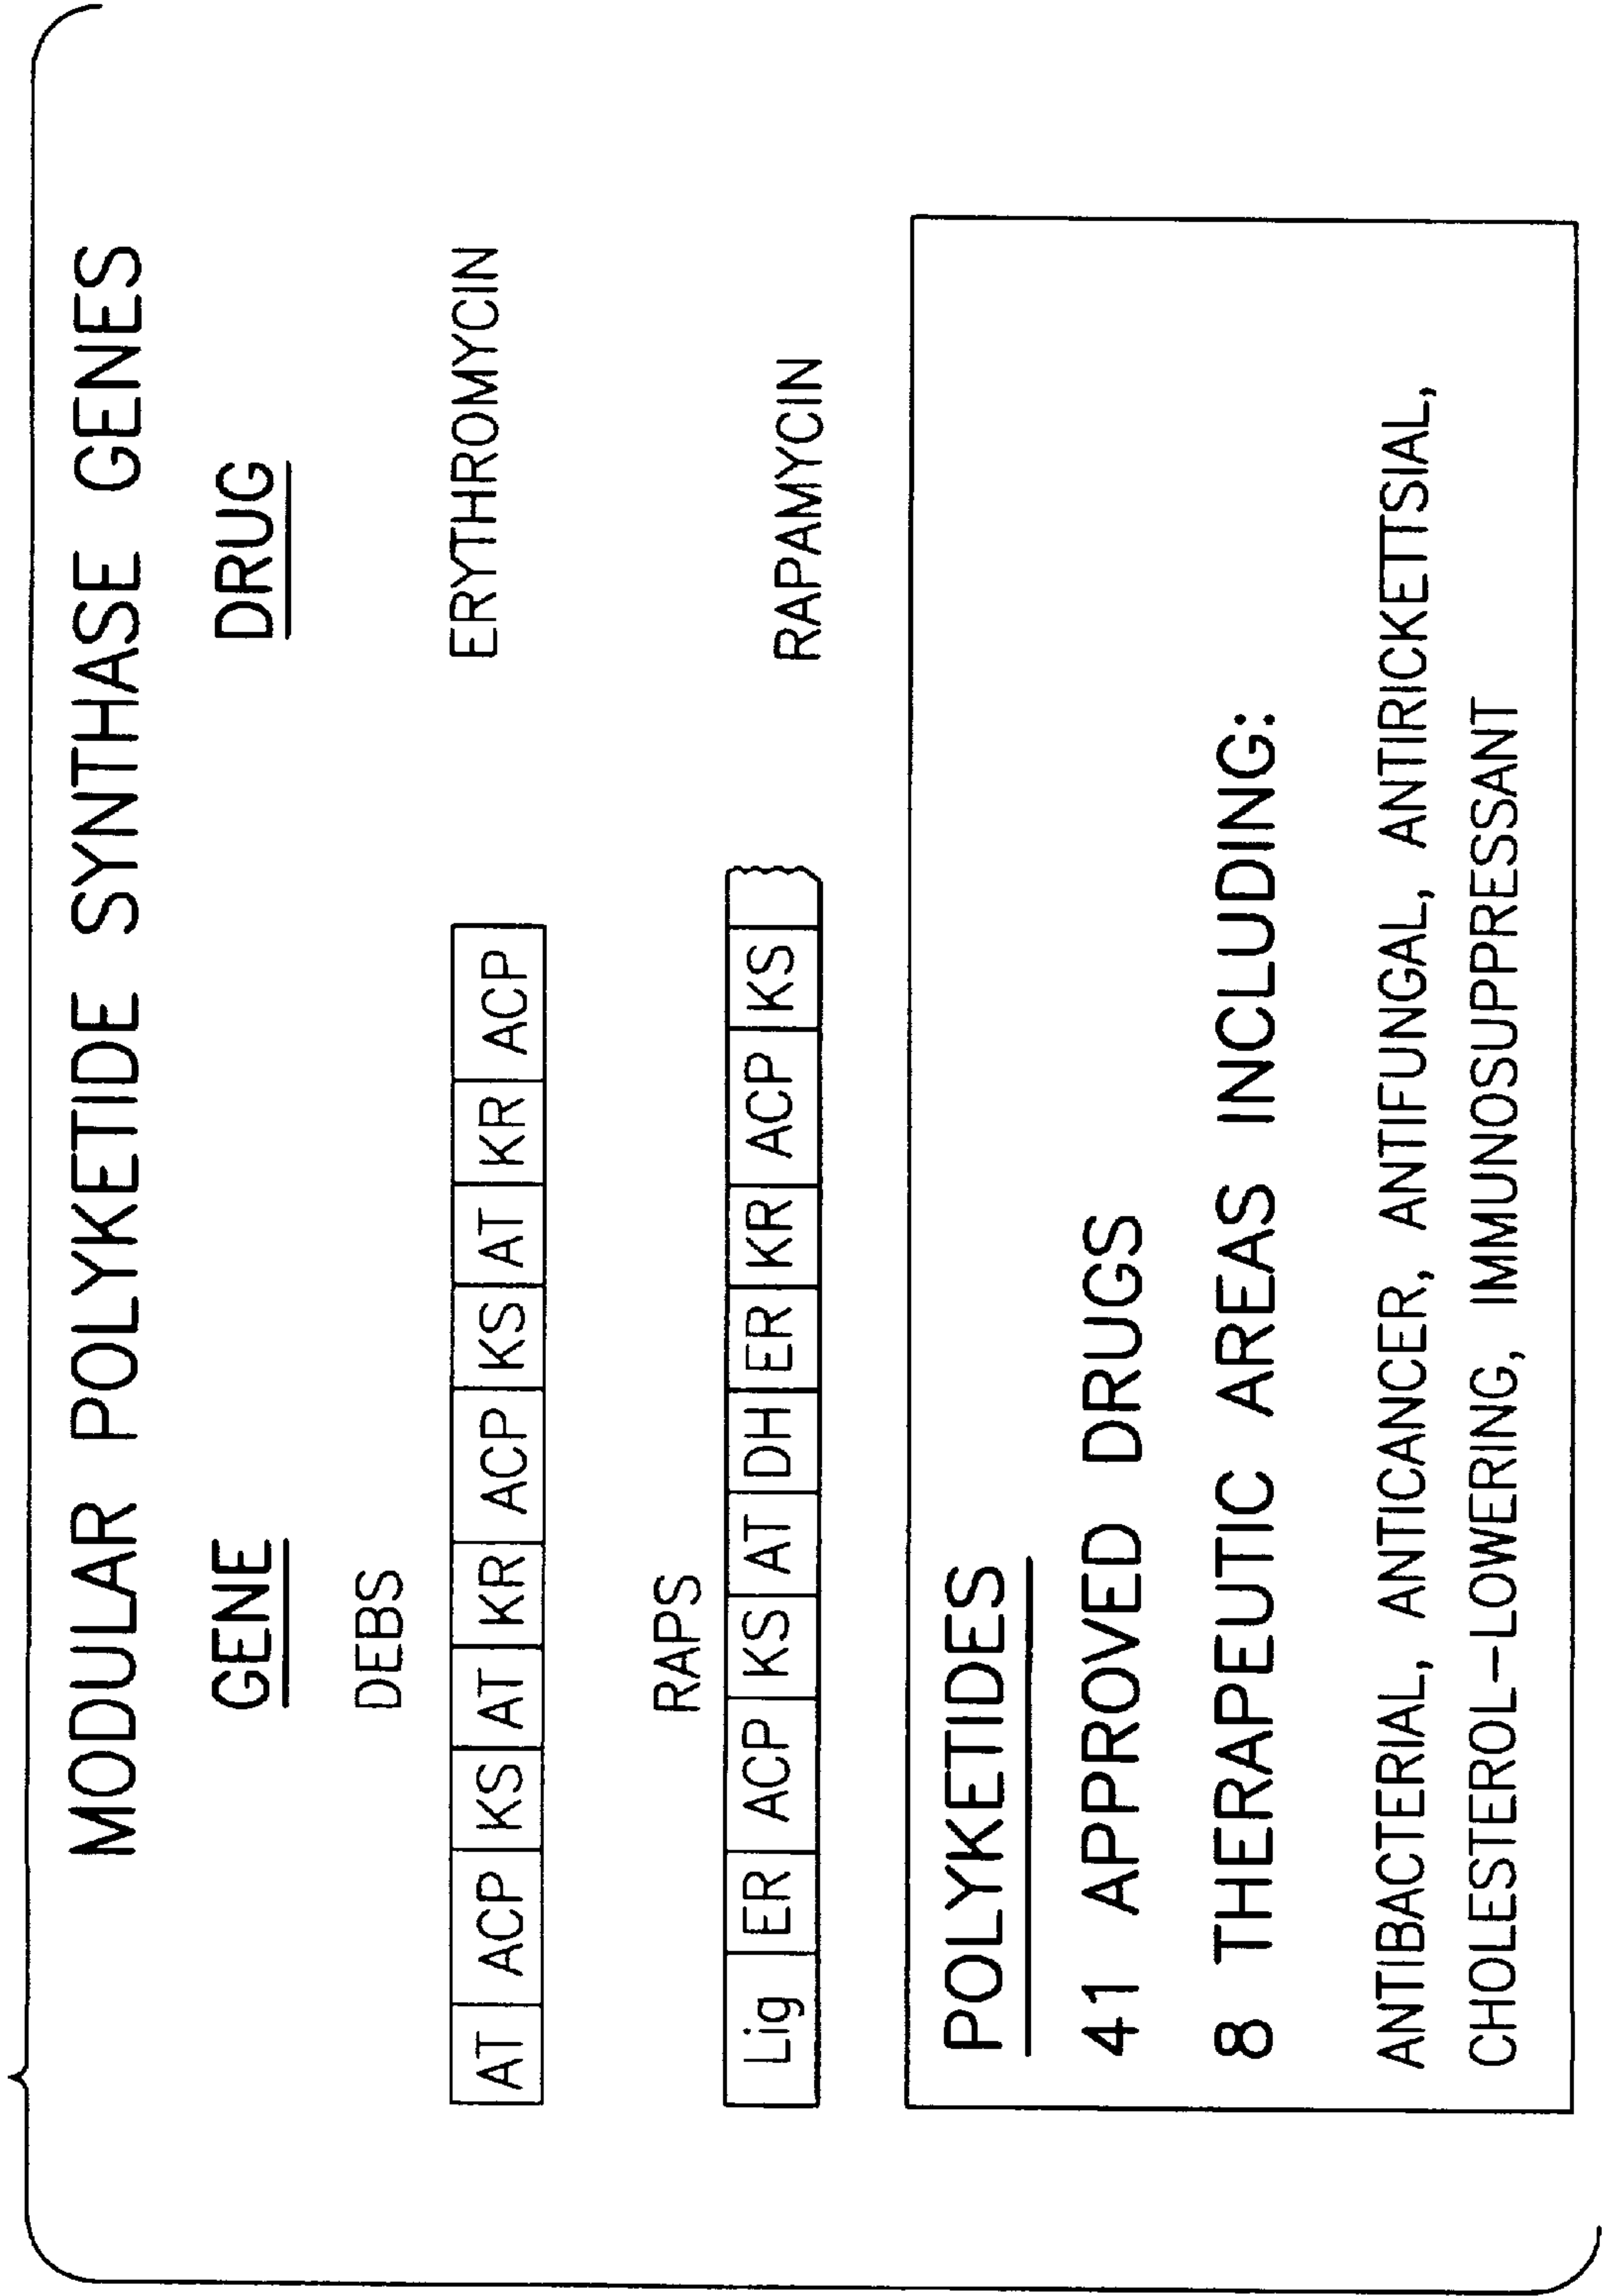 MODULAR POLYKETIDE SYNTHASE GENES
GENE DRUG
DEBS
AT ACP KS AT KR ACP KS AT KR ACP ERYTHROMYCIN
RAPS
Lig ER ACP KS AT DH ER KR ACP KS RAPAMYCIN
POLYKETIDES
41 APPROVED DRUGS
8 THERAPEUTIC AREAS INCLUDING:
ANTIBACTERIAL, ANTICANCER, ANTIFUNGAL, ANTIRICKETTSIAL,
CHOLESTEROL-LOWERING, IMMUNOSUPPRESSANT